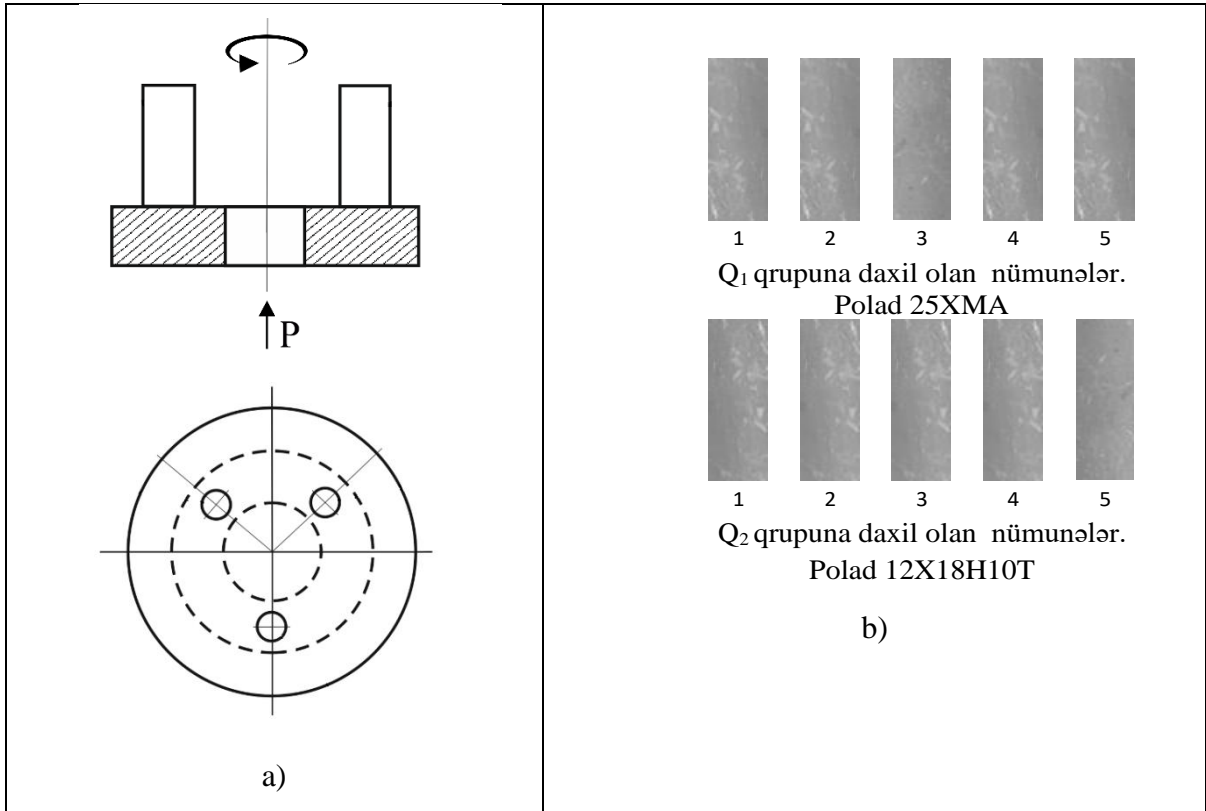 P
a)
1 2 3 4 5
Q₁ qrupuna daxil olan nümunələr.
Polad 25XMA
1 2 3 4 5
Q₂ qrupuna daxil olan nümunələr.
Polad 12X18H10T
b)